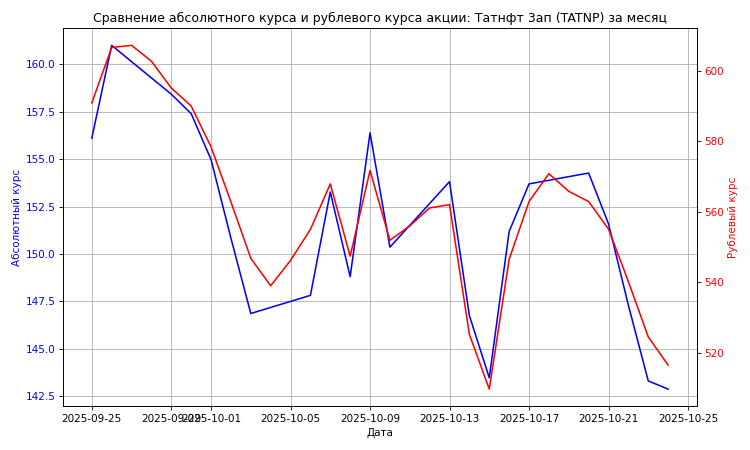 Сравнение абсолютного курса и рублевого курса акции: Татнфт 3ап (TATNP) за месяц
160.0
157.5
155.0
152.5
150.0
147.5
145.0
142.5
Абсолютный курс
600
580
560
540
520
Рублевый курс
2025-09-25 2025-09-29 2025-10-01 2025-10-05 2025-10-09 2025-10-13 2025-10-17 2025-10-21 2025-10-25
Дата